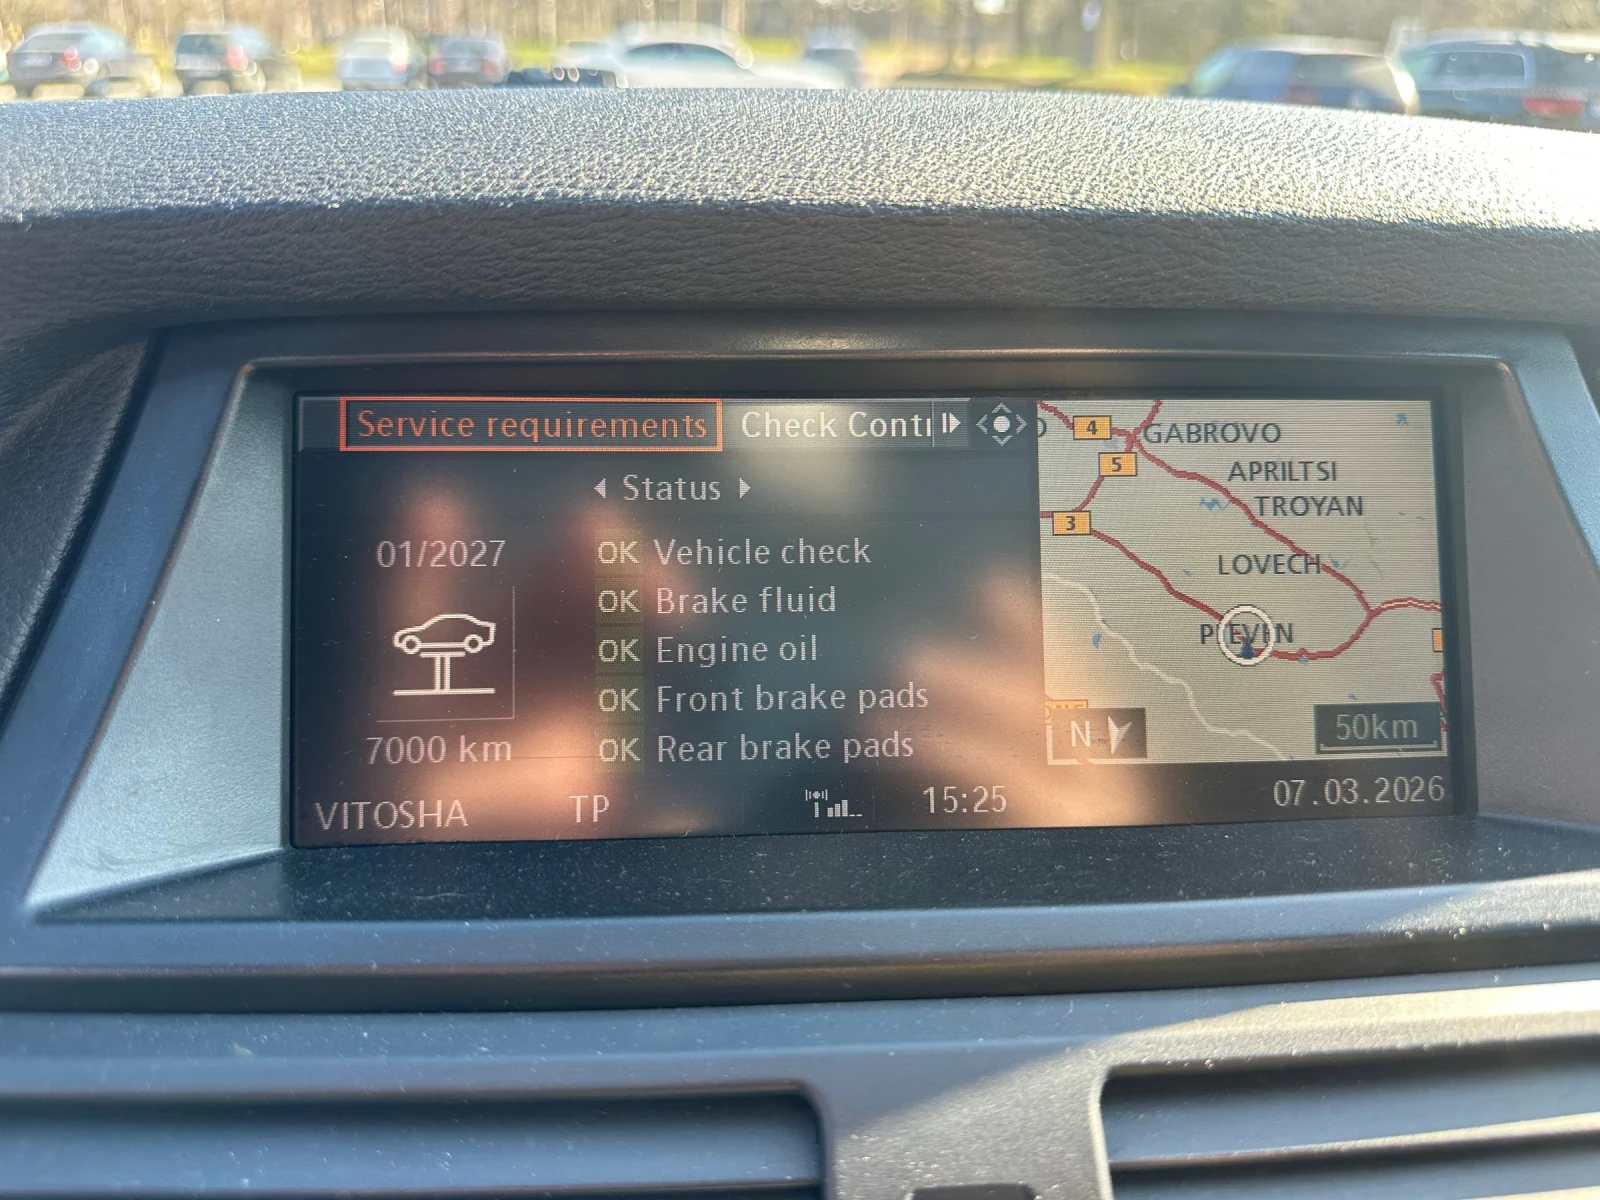 Service requirements Check Conti
Status
01/2027
OK Vehicle check
OK Brake fluid
OK Engine oil
OK Front brake pads
OK Rear brake pads
7000 km
VITOSHA TP 15:25 07.03.2026
4 GABROVO
5 APRILTSI
TROYAN
3
LOVECH
PLEVEN
N 50km